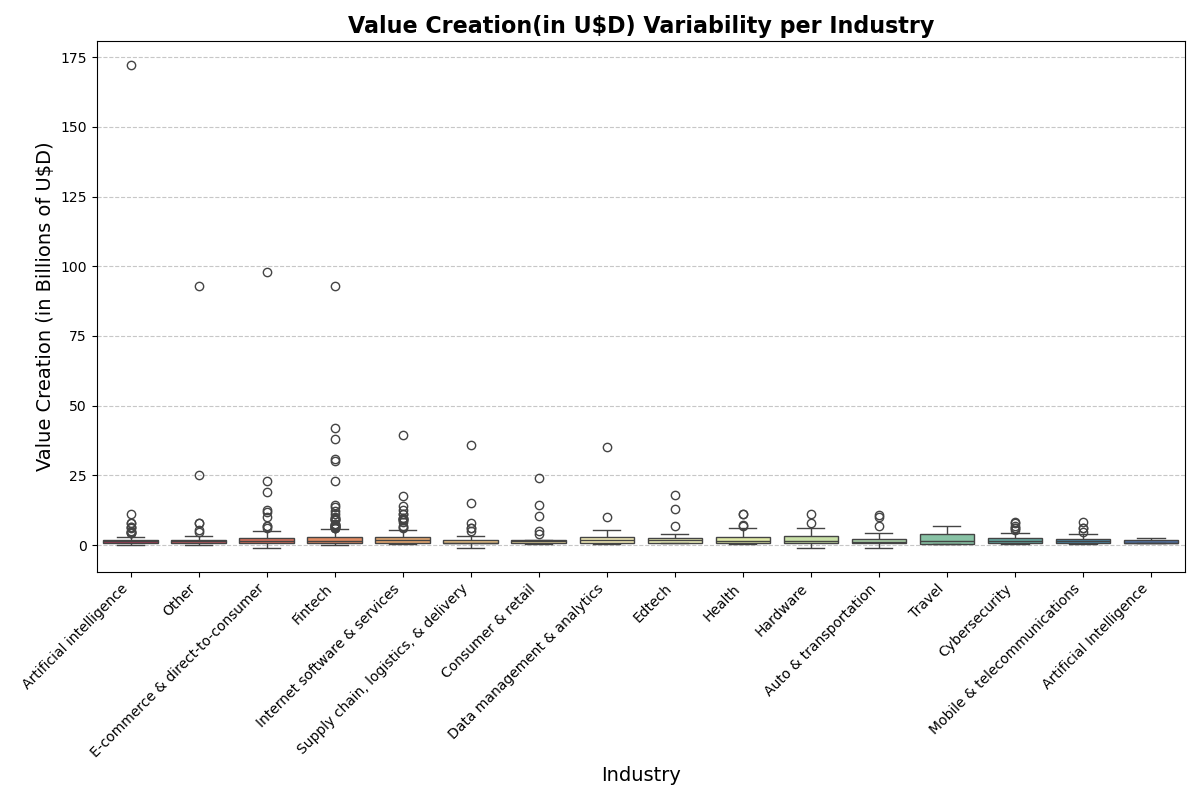 Value Creation(in U$D) Variability per Industry
Value Creation (in Billions of U$D)
175
150
125
100
75
50
25
0
Artificial intelligence
Other
E-commerce & direct-to-consumer
Fintech
Internet software & services
Supply chain, logistics, & delivery
Consumer & retail
Data management & analytics
Edtech
Health
Hardware
Auto & transportation
Travel
Cybersecurity
Mobile & telecommunications
Artificial Intelligence
Industry